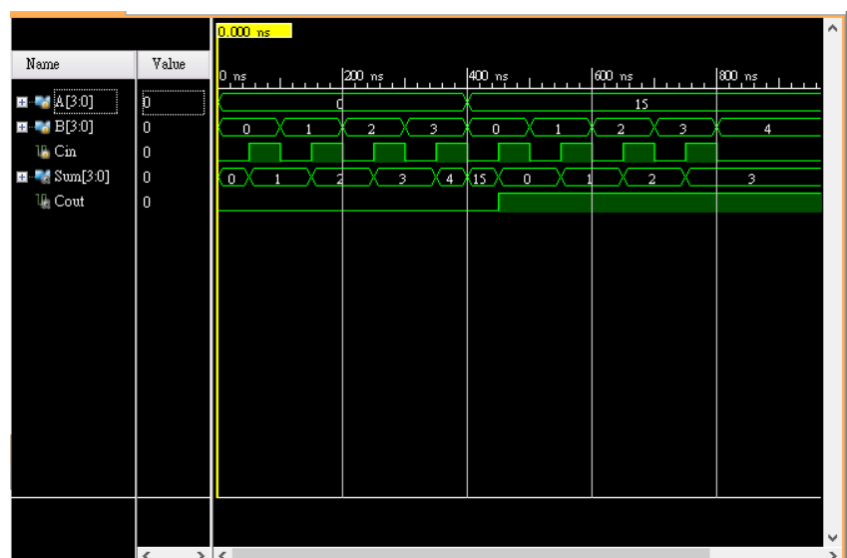 0.000 ns
Name Value
0 ns 200 ns 400 ns 600 ns 800 ns
A[3:0] 0 0 15
B[3:0] 0 0 1 2 3 0 1 2 3 4
Cin 0
Sum[3:0] 0 0 1 2 3 4 15 0 1 2 3
Cout 0